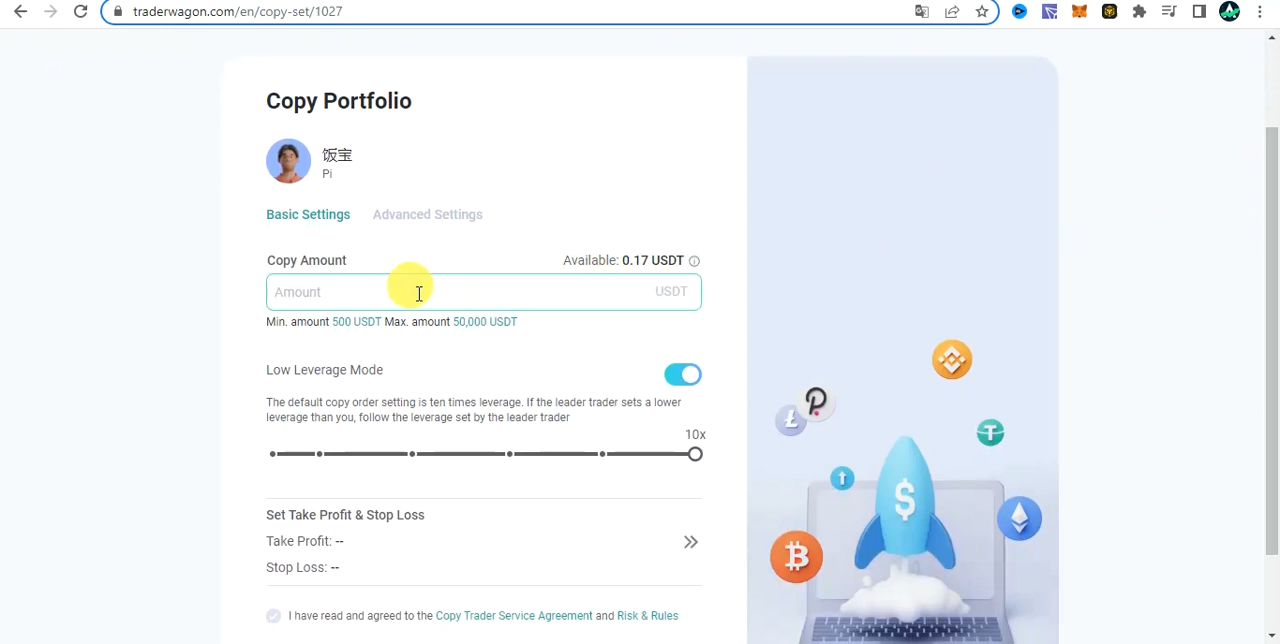 traderwagon.com/en/copy-set/1027
Copy Portfolio
饭宝
Pi
Basic Settings Advanced Settings
Copy Amount Available: 0.17 USDT
Amount USDT
Min. amount 500 USDT Max. amount 50,000 USDT
Low Leverage Mode
The default copy order setting is ten times leverage. If the leader trader sets a lower
leverage than you, follow the leverage set by the leader trader
10x
Set Take Profit & Stop Loss
Take Profit: --
Stop Loss: --
I have read and agreed to the Copy Trader Service Agreement and Risk & Rules